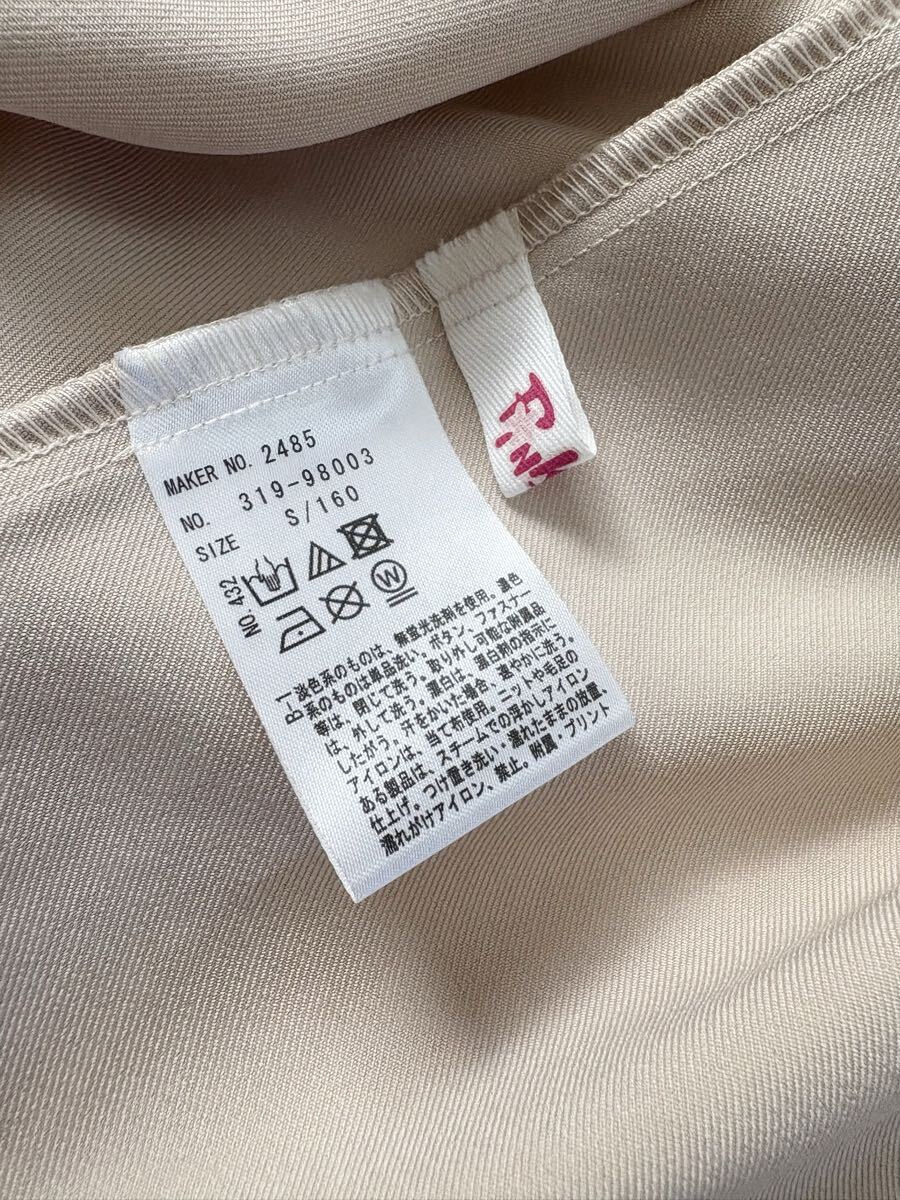 MAKER NO. 2485
NO. 319-98003
SIZE S/160
NO. 432
W
B-1 淡色系のものは、無蛍光洗剤を使用。濃色
系のものは単品洗い。ボタン、ファスナー
等は、閉じて洗う。取り外し可能な附属品
は、外して洗う。漂白は、漂白剤の指示に
したがう。汗をかいた場合、速やかに洗う。
アイロンは、当て布使用。ニットや毛足の
ある製品は、スチームでの浮かしアイロン
仕上げ。つけ置き洗い・濡れたままの放置、
濡れがけアイロン、禁止。附属・プリント